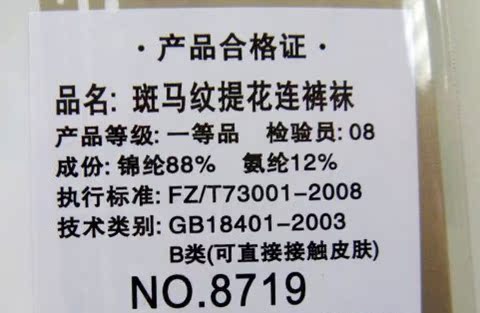 ·产品合格证·
品名: 斑马纹提花连裤袜
产品等级: 一等品 检验员: 08
成份: 锦纶88% 氨纶12%
执行标准: FZ/T73001-2008
技术类别: GB18401-2003
B类(可直接接触皮肤)
NO.8719